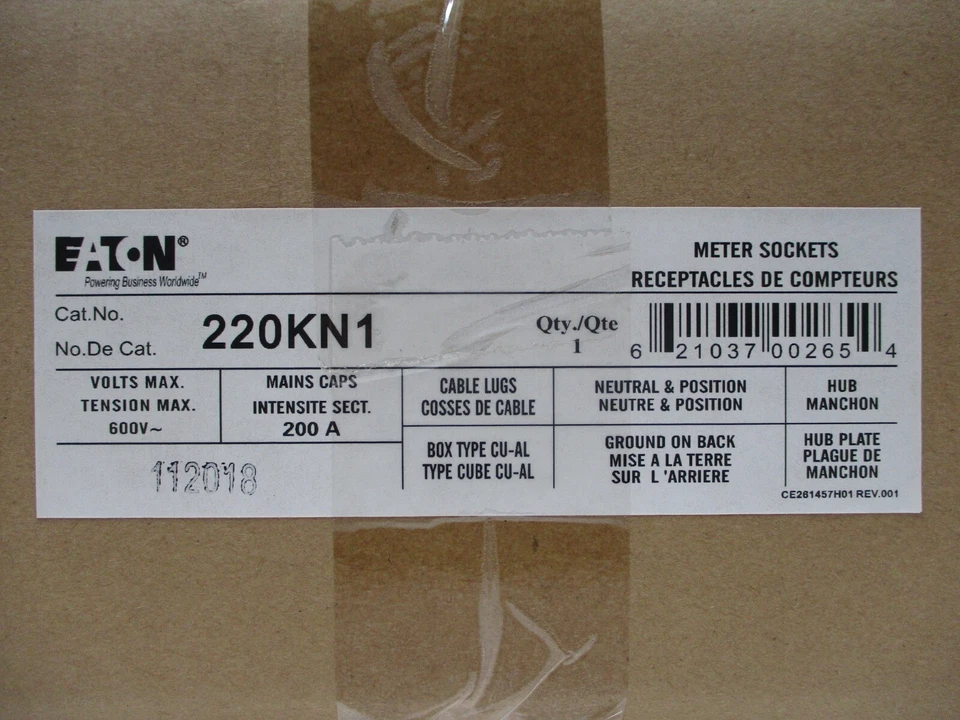 EATON®
Powering Business Worldwide™
METER SOCKETS
RECEPTACLES DE COMPTEURS
Cat.No.
No.De Cat.
220KN1
Qty./Qte
1
6 21037 00265 4
VOLTS MAX.
TENSION MAX.
600V~
MAINS CAPS
INTENSITE SECT.
200 A
CABLE LUGS
COSSES DE CABLE
NEUTRAL & POSITION
NEUTRE & POSITION
HUB
MANCHON
BOX TYPE CU-AL
TYPE CUBE CU-AL
GROUND ON BACK
MISE A LA TERRE
SUR L 'ARRIERE
HUB PLATE
PLAGUE DE
MANCHON
112018
CE261457H01 REV.001